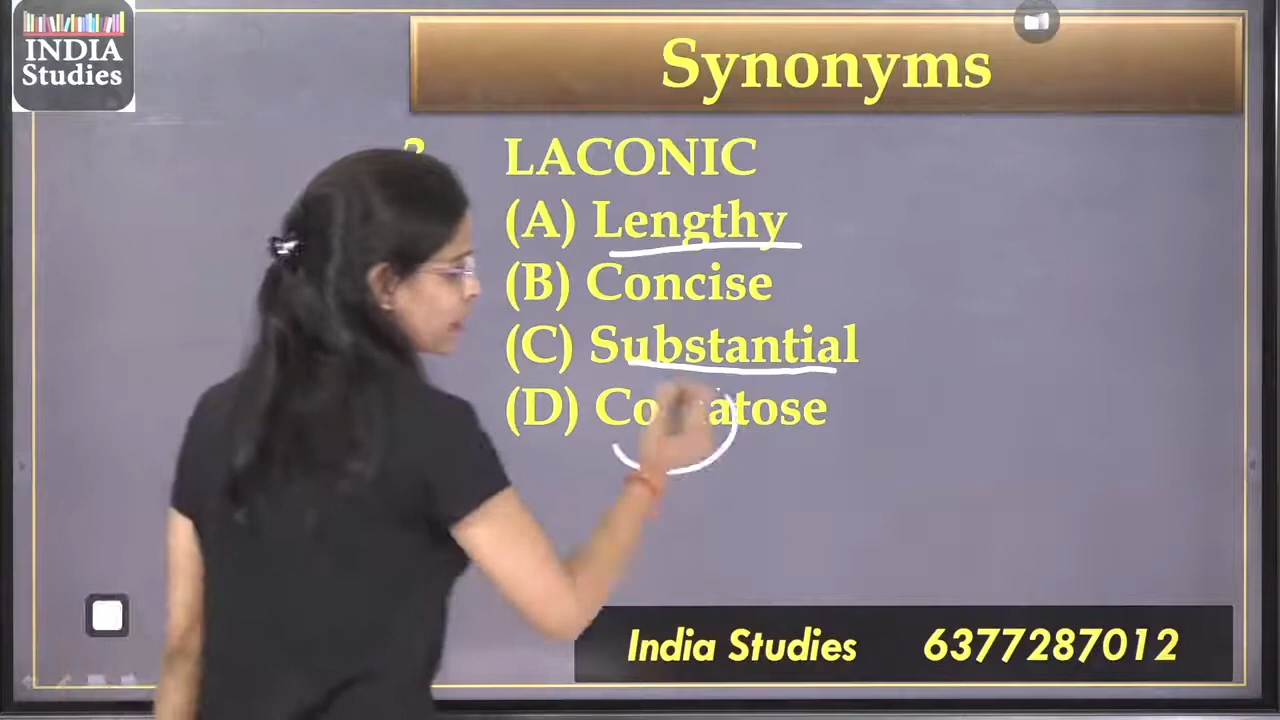 INDIA
Studies
Synonyms
LACONIC
(A) Lengthy
(B) Concise
(C) Substantial
(D)
India Studies 6377287012